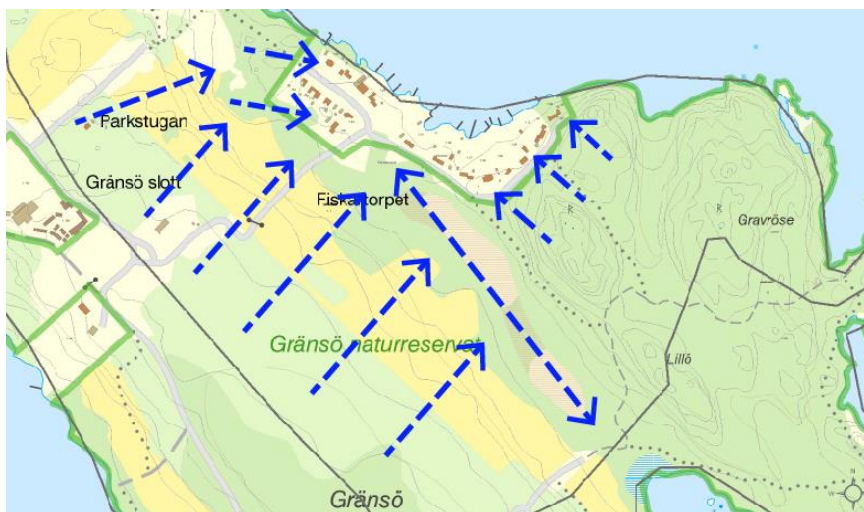 Parkstugan
Gränsö slott
Fiskartorpet
Gravröse
R
R
Gränsö naturreservat
Lillö
Gränsö
N
W